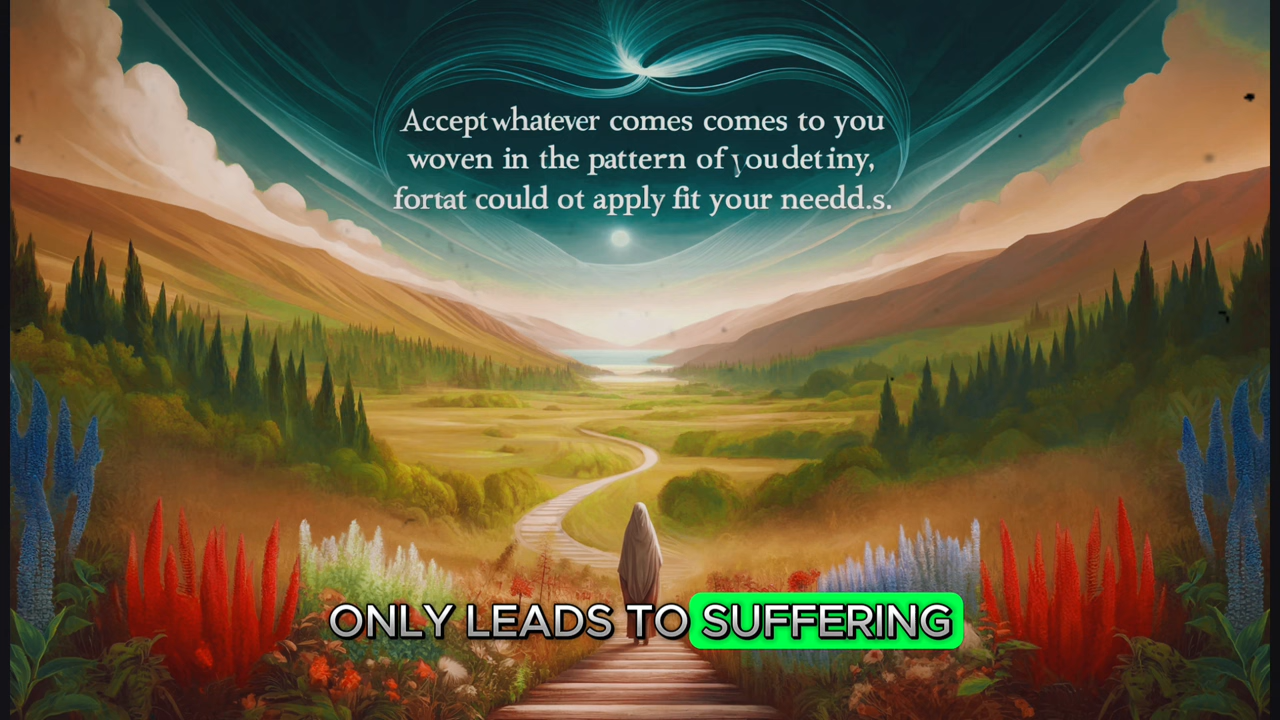 Accept whatever comes comes to you
woven in the pattern of youdetiny,
fortat could ot apply fit your needd.s.
ONLY LEADS TO SUFFERING